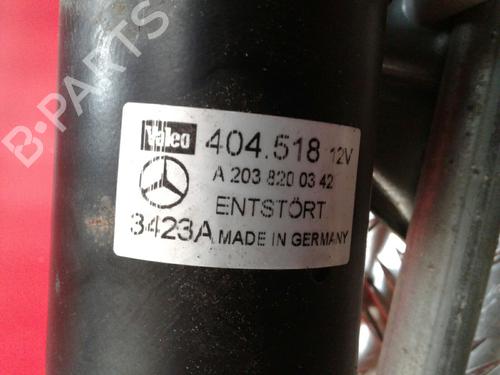 B-PARTS
Valeo 404.518 12V
A 203 820 03 42
ENTSTÖRT
3423A MADE IN GERMANY